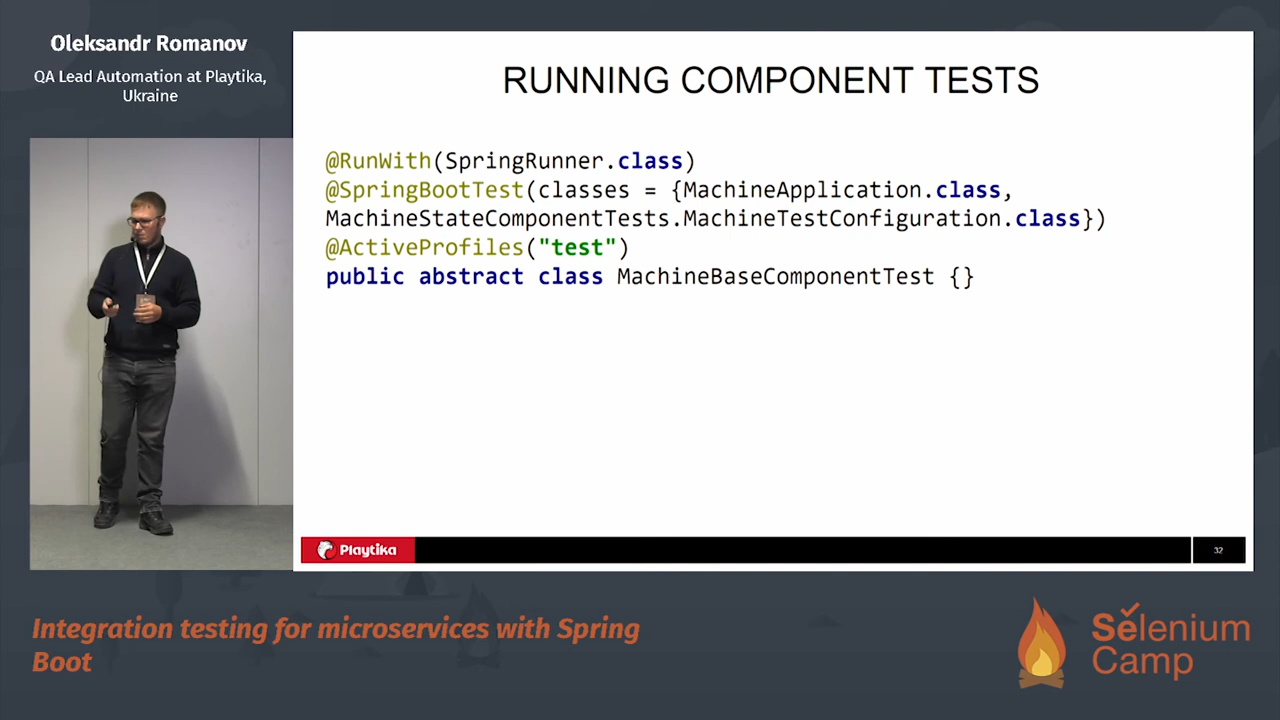 Oleksandr Romanov
QA Lead Automation at Playtika,
Ukraine
RUNNING COMPONENT TESTS
@RunWith(SpringRunner.class)
@SpringBootTest(classes = {MachineApplication.class,
MachineStateComponentTests.MachineTestConfiguration.class})
@ActiveProfiles("test")
public abstract class MachineBaseComponentTest {}
Playtika
32
Integration testing for microservices with Spring
Boot
Selenium
Camp